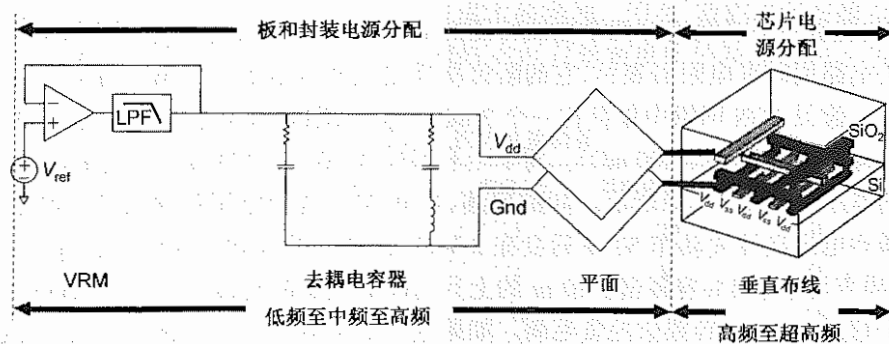 板和封装电源分配
芯片电
源分配
LPF
V_ref
V_dd
Gnd
SiO₂
Si
V_dd V_ss V_dd V_ss V_dd
VRM
去耦电容器
平面
垂直布线
低频至中频至高频
高频至超高频